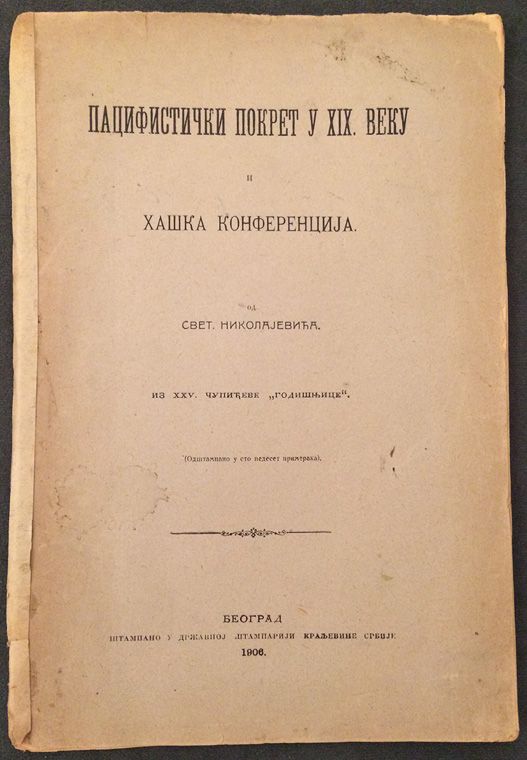 ПАЦИФИСТИЧКИ ПОКРЕТ У XIX. ВЕКУ
И
ХАШКА КОНФЕРЕНЦИЈА.
ОД
СВЕТ. НИКОЛАЈЕВИЋА.
ИЗ XXV. ЧУПИЋЕВЕ „ГОДИШЊИЦЕ“.
(Одштампано у сто педесет примерака).
БЕОГРАД
ШТАМПАНО У ДРЖАВНОЈ ШТАМПАРИЈИ КРАЉЕВИНЕ СРБИЈЕ
1906.